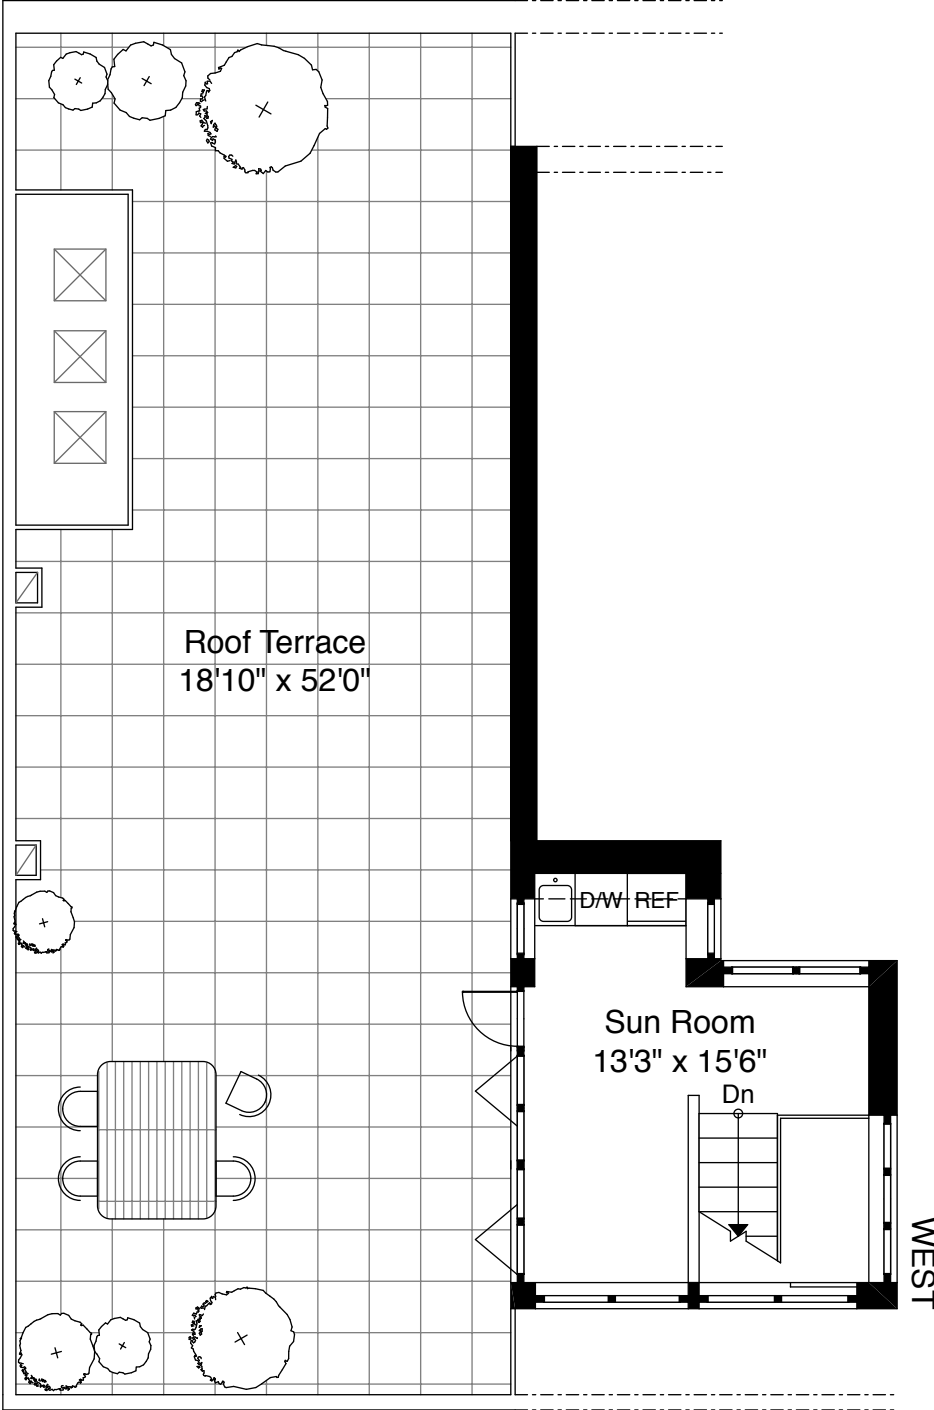 Roof Terrace
18'10" x 52'0"
D/W REF
Sun Room
13'3" x 15'6"
Dn
WEST